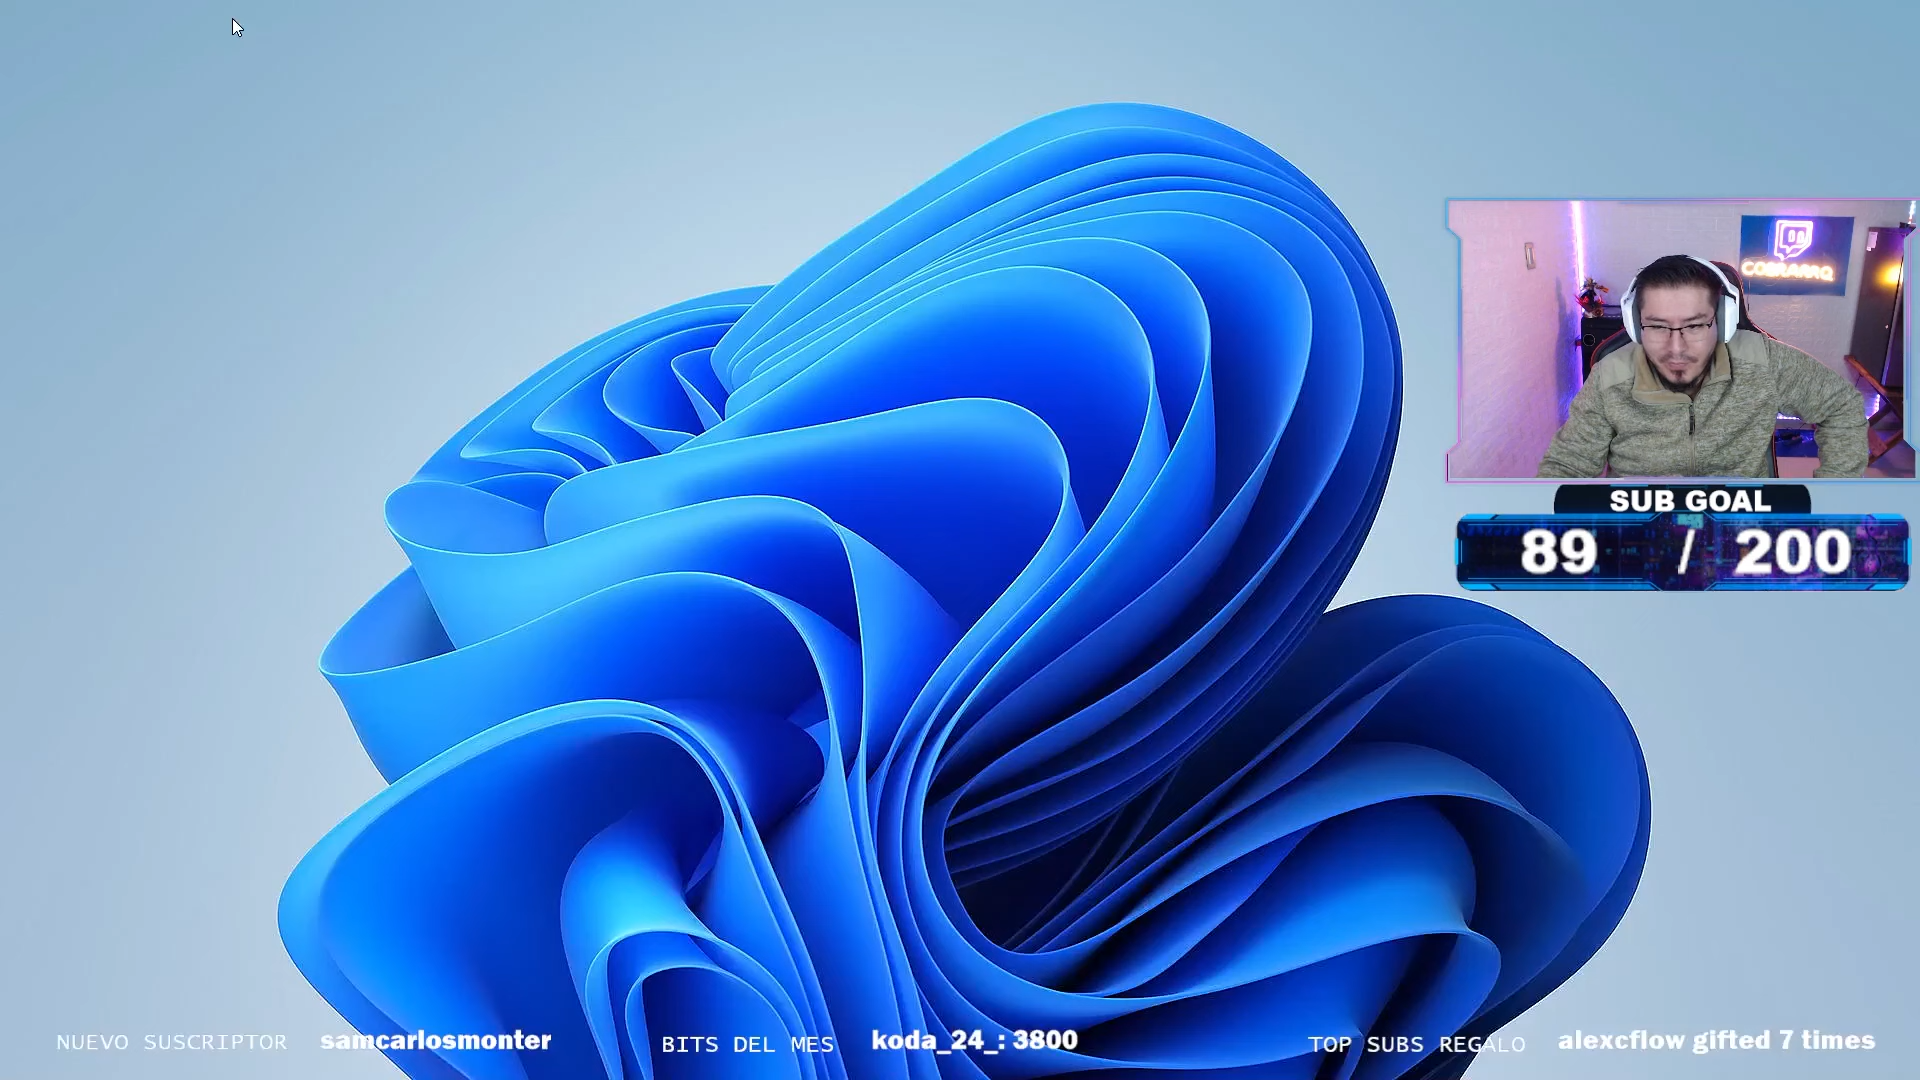 COBRARQ
SUB GOAL
89 / 200
NUEVO SUSCRIPTOR samcarlosmonter BITS DEL MES koda_24_: 3800 TOP SUBS REGALO alexcflow gifted 7 times